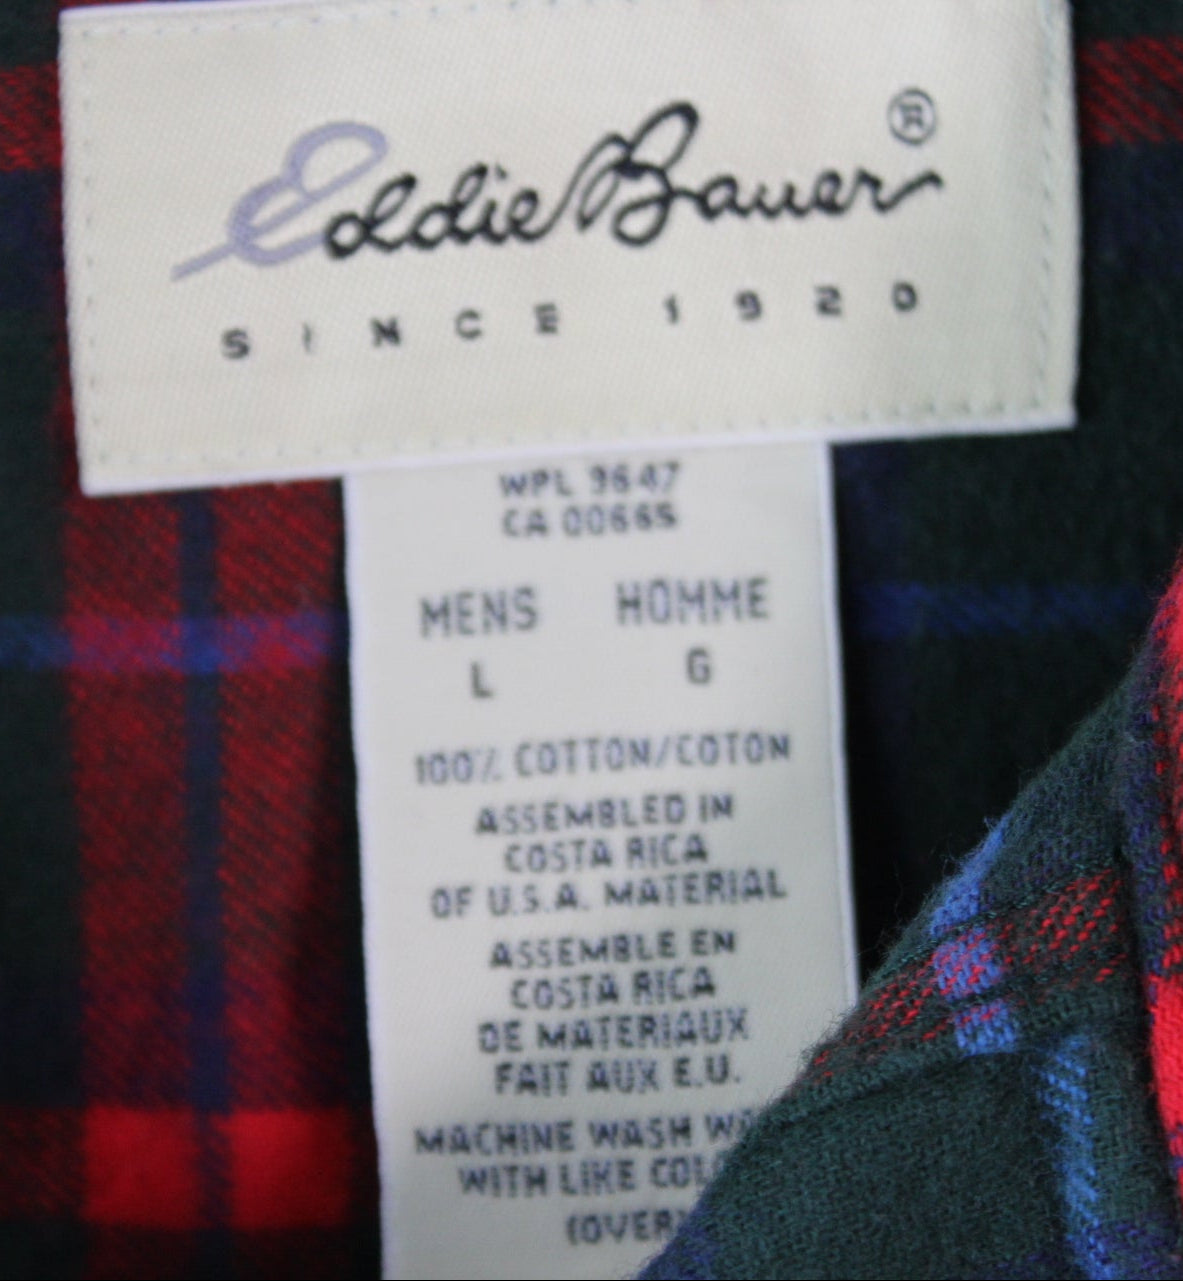 Eddie Bauer®
SINCE 1920
WPL 9647
CA 00665
MENS HOMME
L G
100% COTTON/COTON
ASSEMBLED IN
COSTA RICA
OF U.S.A. MATERIAL
ASSEMBLE EN
COSTA RICA
DE MATERIAUX
FAIT AUX E.U.
MACHINE WASH
WITH LIKE
(OVER)